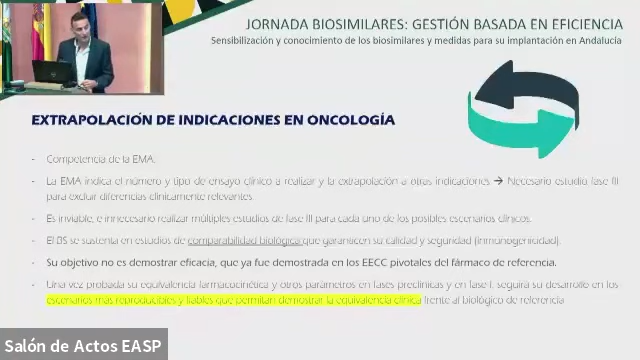 JORNADA BIOSIMILARES: GESTIÓN BASADA EN EFICIENCIA
Sensibilización y conocimiento de los biosimilares y medidas para su implantación en Andalucía
EXTRAPOLACIÓN DE INDICACIONES EN ONCOLOGÍA
- Competencia de la EMA.
- La EMA indica el número y tipo de ensayo clínico a realizar y la extrapolación a otras indicaciones → Necesario estudio fase III
para excluir diferencias clínicamente relevantes.
- Es inviable, e innecesario realizar múltiples estudios de fase III para cada uno de los posibles escenarios clínicos.
- El BS se sustenta en estudios de comparabilidad biológica que garanticen su calidad y seguridad (inmunogenicidad).
- Su objetivo no es demostrar eficacia, que ya fue demostrada en los EECC pivotales del fármaco de referencia.
- Una vez probada su equivalencia farmacocinética y otros parámetros en fases preclínicas y en fase I, seguirá su desarrollo en los
escenarios más reproducibles y fiables que permitan demostrar la equivalencia clínica frente al biológico de referencia
Salón de Actos EASP